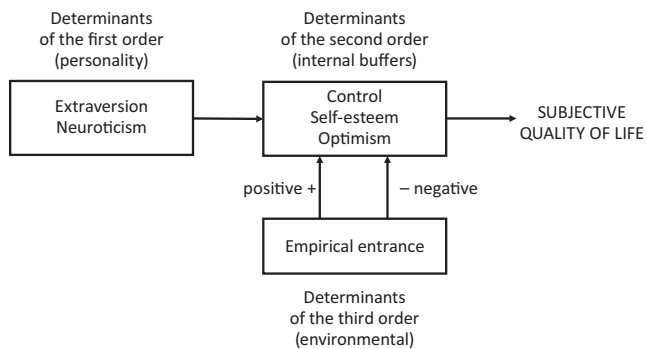 Determinants
of the first order
(personality)
Determinants
of the second order
(internal buffers)
Extraversion
Neuroticism
Control
Self-esteem
Optimism
SUBJECTIVE
QUALITY OF LIFE
positive +
– negative
Empirical entrance
Determinants
of the third order
(environmental)